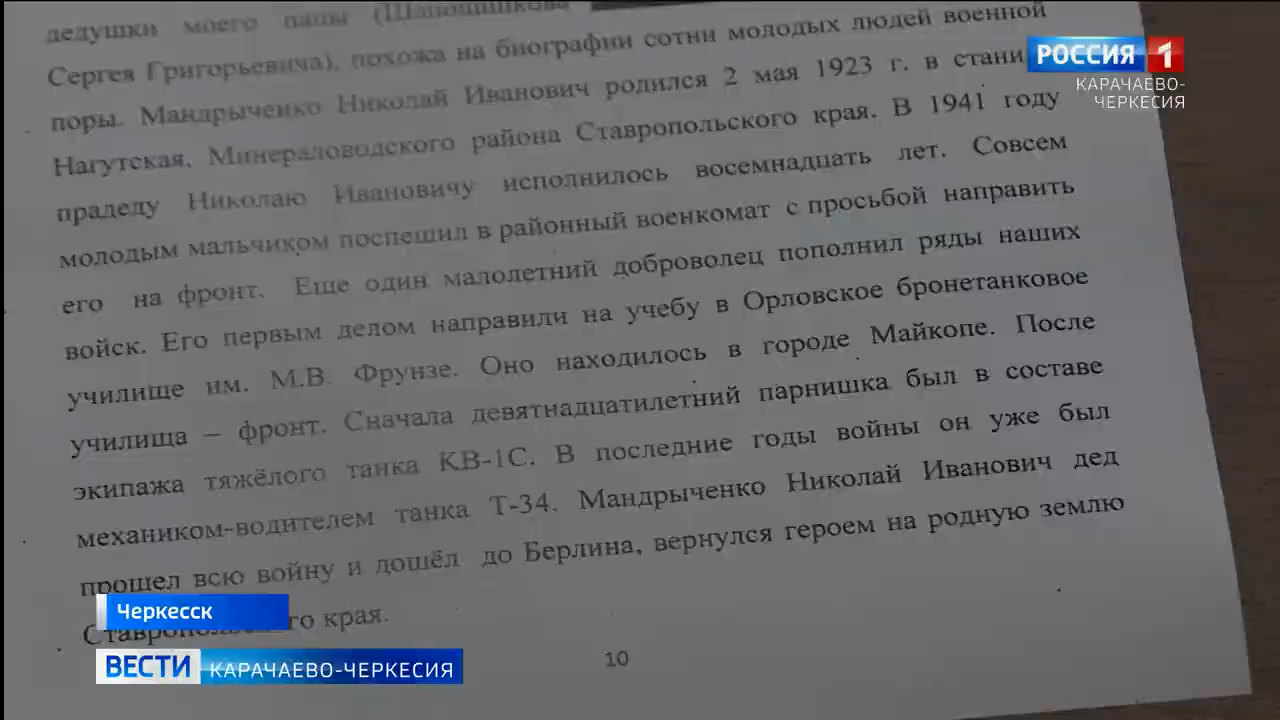 дедушки моего папы (Шапошникова
Сергея Григорьевича), похожа на биографии сотни молодых людей военной
поры. Мандрыченко Николай Иванович родился 2 мая 1923 г. в станице
Нагутская, Минераловодского района Ставропольского края. В 1941 году
прадеду Николаю Ивановичу исполнилось восемнадцать лет. Совсем
молодым мальчиком поспешил в районный военкомат с просьбой направить
его на фронт. Еще один малолетний доброволец пополнил ряды наших
войск. Его первым делом направили на учебу в Орловское бронетанковое
училище им. М.В. Фрунзе. Оно находилось в городе Майкопе. После
училища – фронт. Сначала девятнадцатилетний парнишка был в составе
экипажа тяжёлого танка КВ-1С. В последние годы войны он уже был
механиком-водителем танка Т-34. Мандрыченко Николай Иванович дед
прошел всю войну и дошёл до Берлина, вернулся героем на родную землю
Ставропольского края.
10
РОССИЯ 1
КАРАЧАЕВО-
ЧЕРКЕСИЯ
Черкесск
ВЕСТИ КАРАЧАЕВО-ЧЕРКЕСИЯ